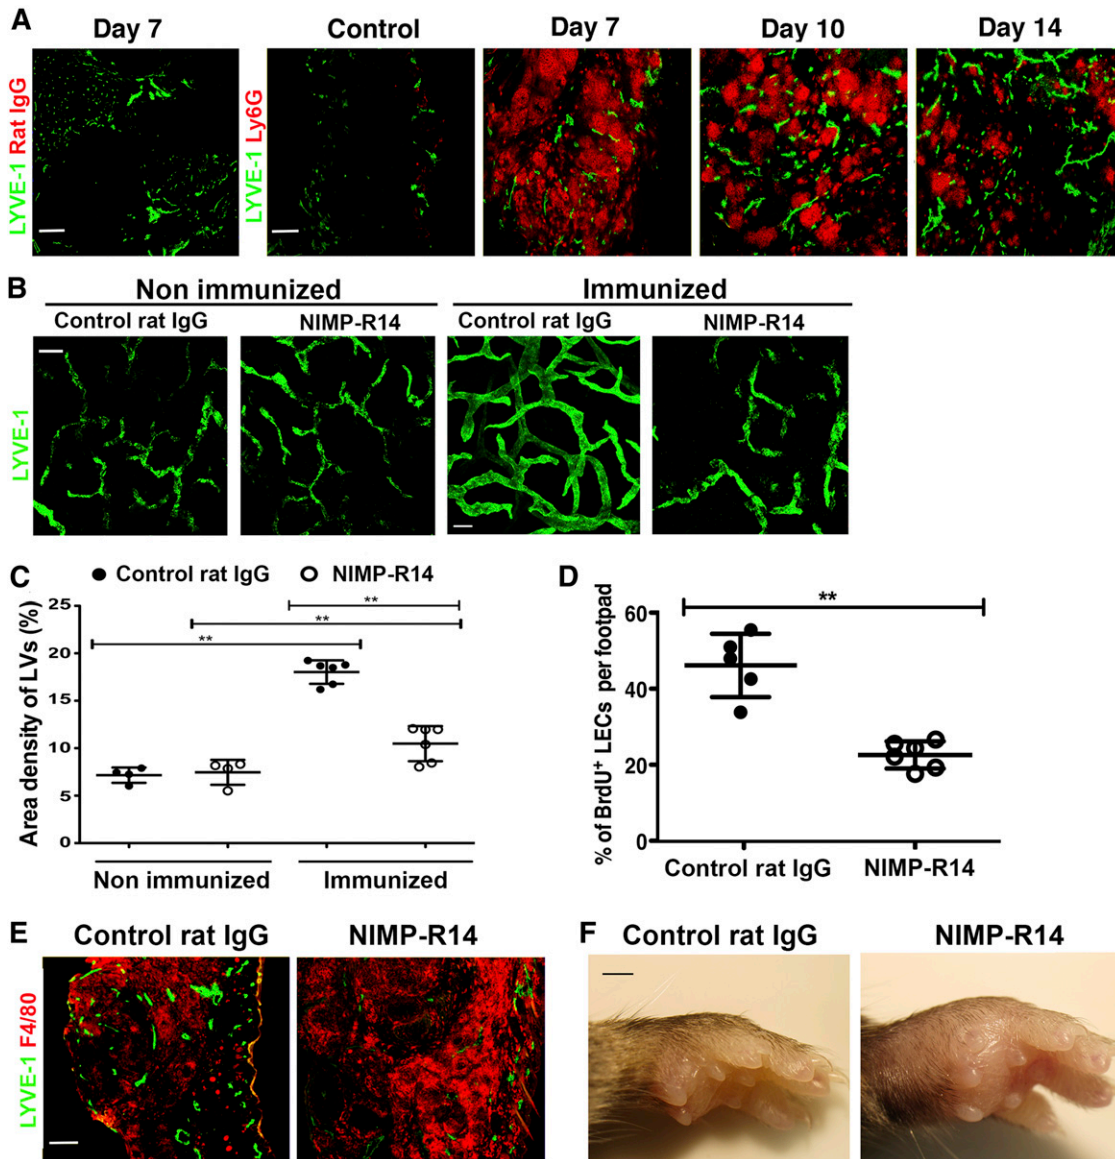 A
Day 7
Control
Day 7
Day 10
Day 14
LYVE-1 Rat IgG
LYVE-1 Ly6G
B
Non immunized
Immunized
Control rat IgG
NIMP-R14
Control rat IgG
NIMP-R14
LYVE-1
C
● Control rat IgG ○ NIMP-R14
Area density of LVs (%)
25
20
15
10
5
0
**
**
**
Non immunized
Immunized
D
% of BrdU⁺ LECs per footpad
60
40
20
0
**
Control rat IgG
NIMP-R14
E
Control rat IgG
NIMP-R14
LYVE-1 F4/80
F
Control rat IgG
NIMP-R14